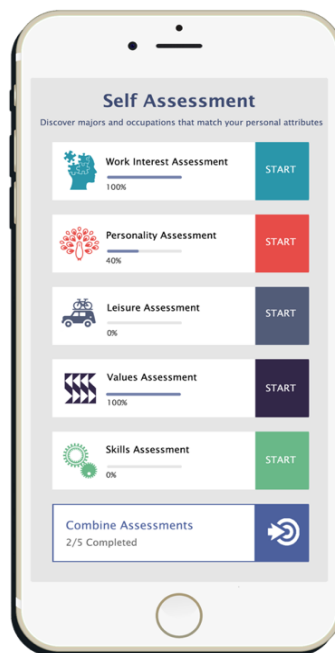 Self Assessment
Discover majors and occupations that match your personal attributes
Work Interest Assessment
START
100%
Personality Assessment
START
40%
Leisure Assessment
START
0%
Values Assessment
START
100%
Skills Assessment
START
0%
Combine Assessments
2/5 Completed